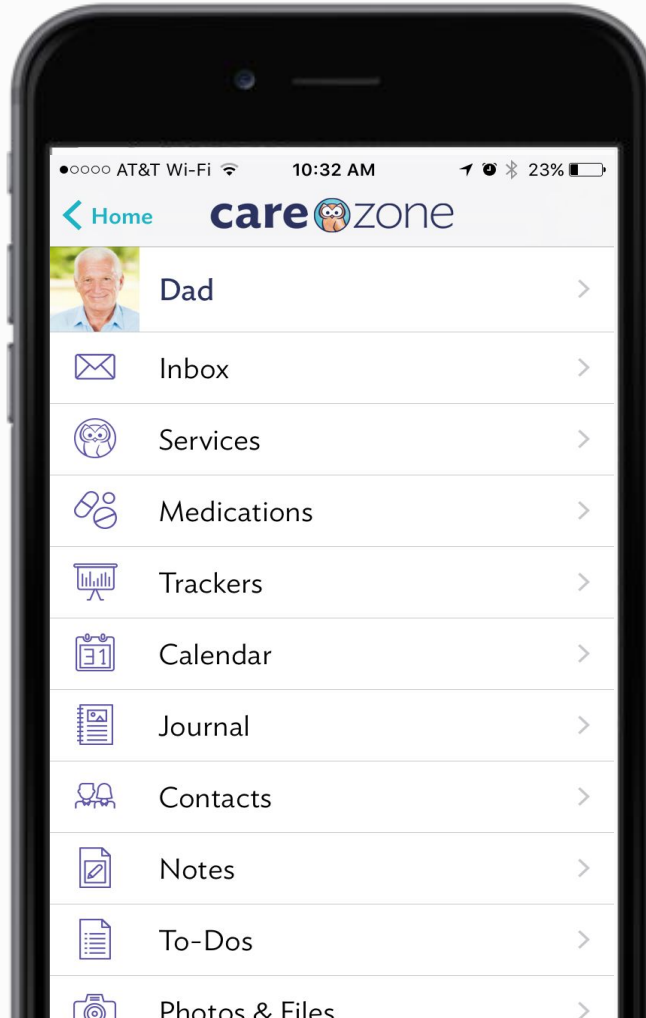 AT&T Wi-Fi 10:32 AM 23%
Home carezone
Dad
Inbox
Services
Medications
Trackers
31 Calendar
Journal
Contacts
Notes
To-Dos
Photos & Files